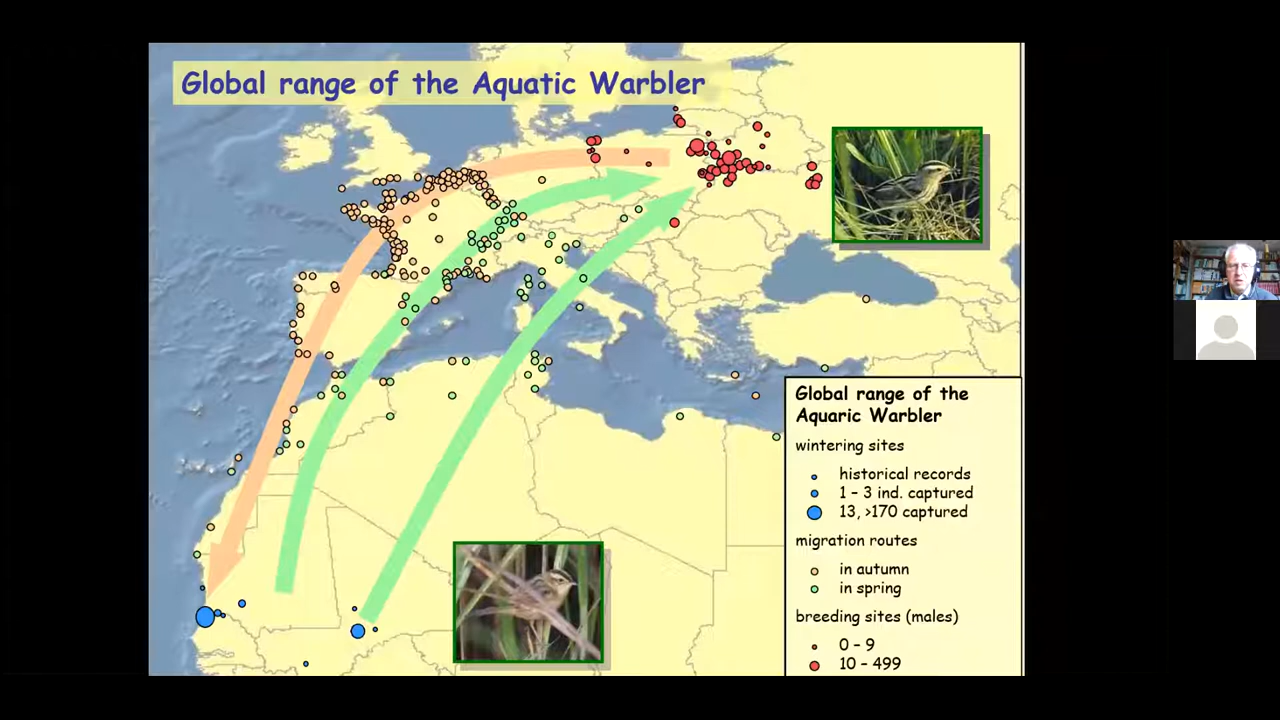 Global range of the Aquatic Warbler
Global range of the
Aquaric Warbler
wintering sites
historical records
1 – 3 ind. captured
13, >170 captured
migration routes
in autumn
in spring
breeding sites (males)
0 – 9
10 – 499